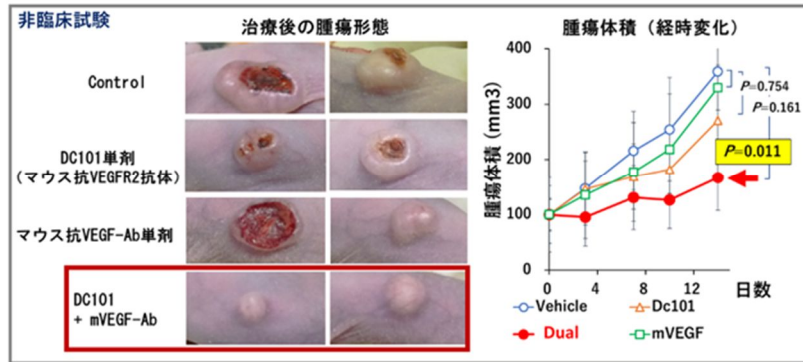 非臨床試験
治療後の腫瘍形態
Control
DC101単剤
(マウス抗VEGFR2抗体)
マウス抗VEGF-Ab単剤
DC101
+ mVEGF-Ab
腫瘍体積(経時変化)
腫瘍体積(mm3)
400
300
200
100
0
P=0.754
P=0.161
P=0.011
0
4
8
12
日数
Vehicle
Dc101
Dual
mVEGF